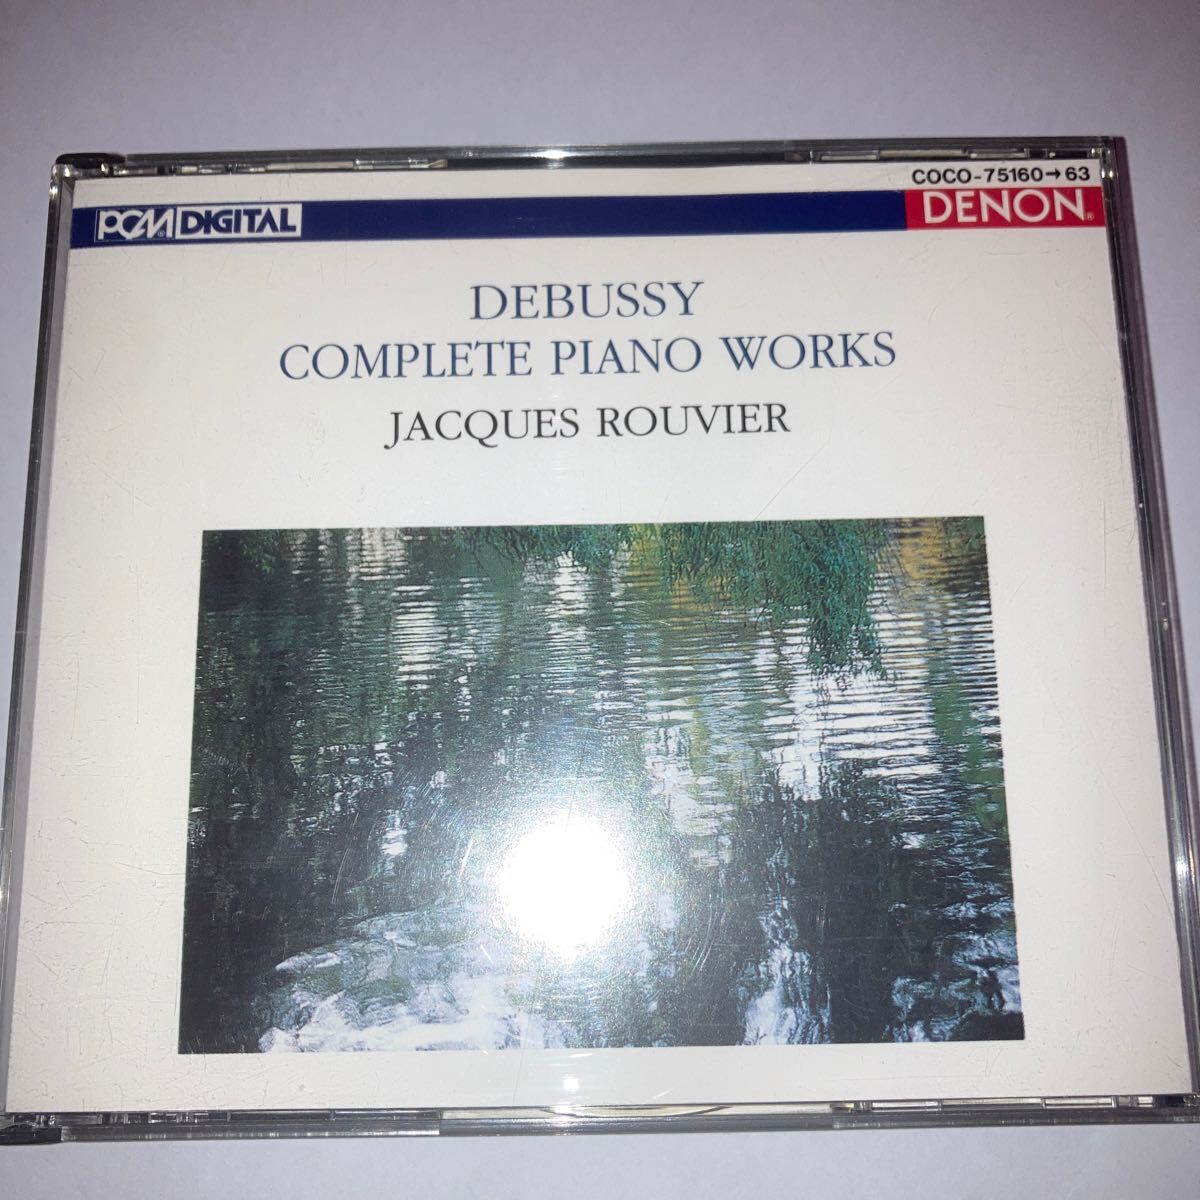 COCO-75160→63
PCM® DIGITAL
DENON®
DEBUSSY
COMPLETE PIANO WORKS
JACQUES ROUVIER